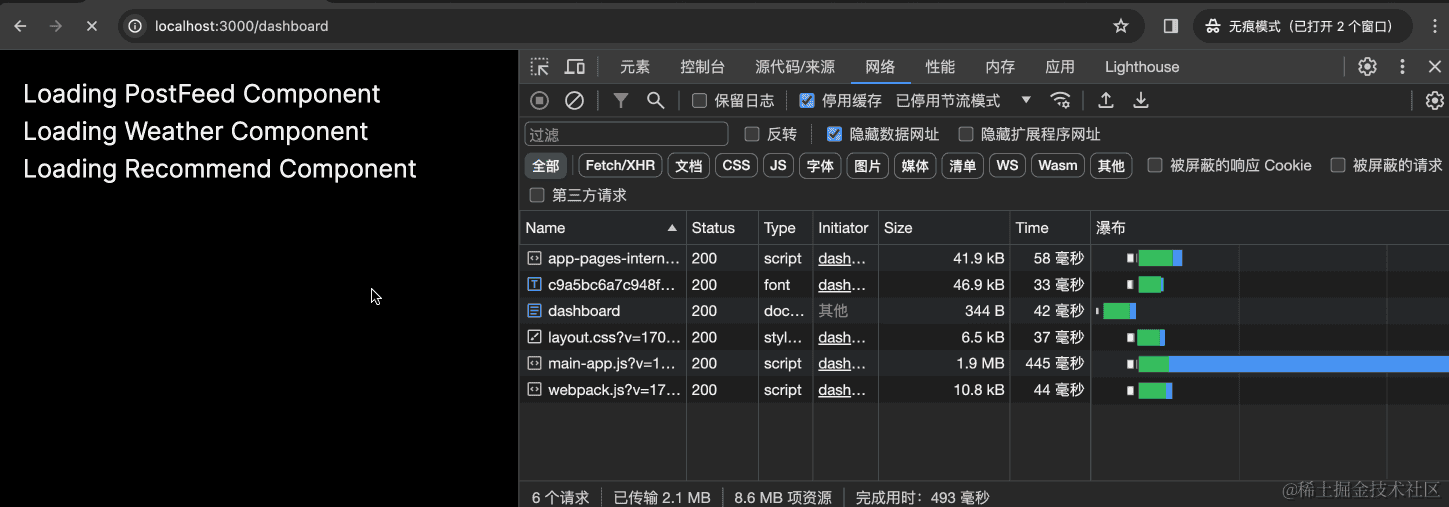 localhost:3000/dashboard
无痕模式（已打开 2 个窗口）
Loading PostFeed Component
Loading Weather Component
Loading Recommend Component
元素 控制台 源代码/来源 网络 性能 内存 应用 Lighthouse
保留日志 停用缓存 已停用节流模式
过滤 反转 隐藏数据网址 隐藏扩展程序网址
全部 Fetch/XHR 文档 CSS JS 字体 图片 媒体 清单 WS Wasm 其他 被屏蔽的响应 Cookie 被屏蔽的请求
第三方请求
Name Status Type Initiator Size Time 瀑布
app-pages-intern… 200 script dash… 41.9 kB 58 毫秒
c9a5bc6a7c948f… 200 font dash… 46.9 kB 33 毫秒
dashboard 200 doc… 其他 344 B 42 毫秒
layout.css?v=170… 200 styl… dash… 6.5 kB 37 毫秒
main-app.js?v=1… 200 script dash… 1.9 MB 445 毫秒
webpack.js?v=17… 200 script dash… 10.8 kB 44 毫秒
6 个请求 已传输 2.1 MB 8.6 MB 项资源 完成用时：493 毫秒
@稀土掘金技术社区